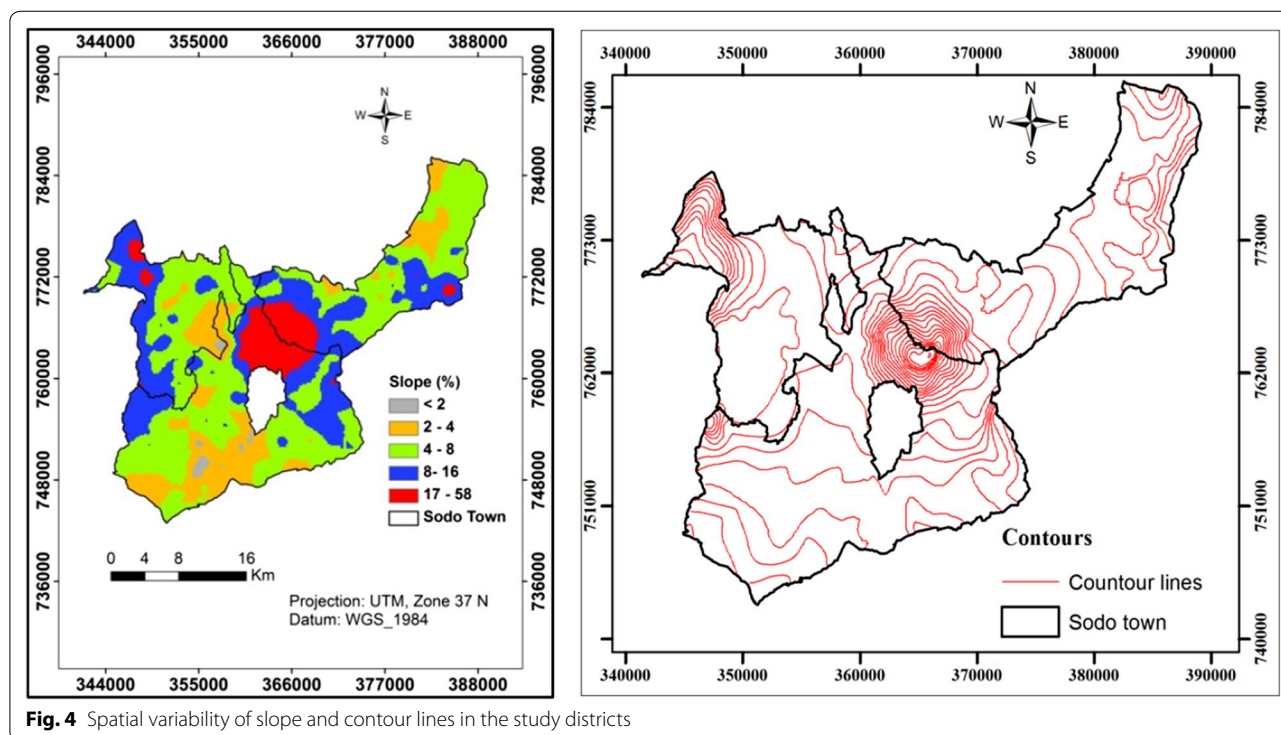 344000 355000 366000 377000 388000
796000 784000 772000 760000 748000 736000
N
W E
S
Slope (%)
< 2
2 - 4
4 - 8
8- 16
17 - 58
Sodo Town
0 4 8 16
Km
Projection: UTM, Zone 37 N
Datum: WGS_1984
796000 784000 772000 760000 748000 736000
344000 355000 366000 377000 388000
340000 350000 360000 370000 380000 390000
784000 773000 762000 751000 740000
N
W E
S
Contours
Countour lines
Sodo town
784000 773000 762000 751000 740000
340000 350000 360000 370000 380000 390000
Fig. 4 Spatial variability of slope and contour lines in the study districts